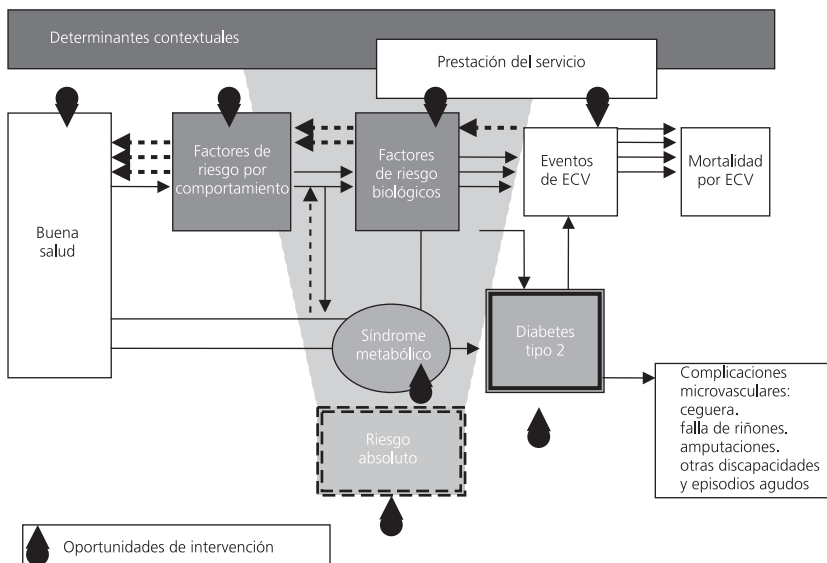 Determinantes contextuales
Prestación del servicio
Factores de
riesgo por
comportamiento
Factores
de riesgo
biológicos
Eventos
de ECV
Mortalidad
por ECV
Buena
salud
Síndrome
metabólico
Diabetes
tipo 2
Complicaciones
microvasculares:
ceguera.
falla de riñones.
amputaciones.
otras discapacidades
y episodios agudos
Riesgo
absoluto
Oportunidades de intervención